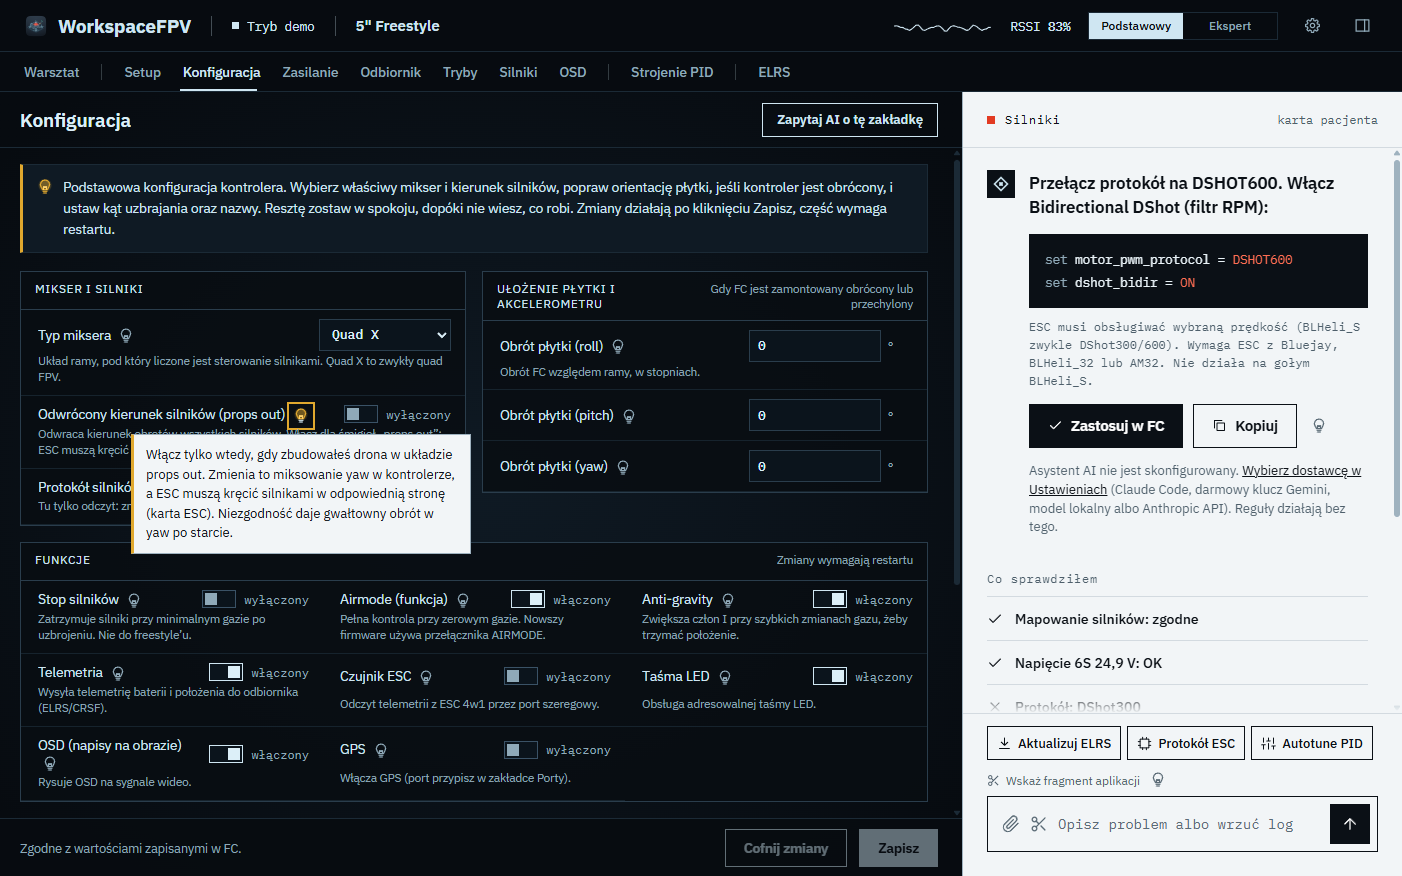 WorkspaceFPV
Tryb demo
5" Freestyle
RSSI 83%
Podstawowy
Ekspert
Warsztat
Setup
Konfiguracja
Zasilanie
Odbiornik
Tryby
Silniki
OSD
Strojenie PID
ELRS
Konfiguracja
Zapytaj AI o tę zakładkę
Podstawowa konfiguracja kontrolera. Wybierz właściwy mikser i kierunek silników, popraw orientację płytki, jeśli kontroler jest obrócony, i
ustaw kąt uzbrajania oraz nazwy. Resztę zostaw w spokoju, dopóki nie wiesz, co robi. Zmiany działają po kliknięciu Zapisz, część wymaga
restartu.
MIKSER I SILNIKI
Typ miksera
Quad X
Układ ramy, pod który liczone jest sterowanie silnikami. Quad X to zwykły quad
FPV.
Odwrócony kierunek silników (props out)
wyłączony
ESC muszą kręcić
Protokół silnikó
Tu tylko odczyt:
Włącz tylko wtedy, gdy zbudowałeś drona w układzie
props out. Zmienia to miksowanie yaw w kontrolerze,
a ESC muszą kręcić silnikami w odpowiednią stronę
(karta ESC). Niezgodność daje gwałtowny obrót w
yaw po starcie.
UŁOŻENIE PŁYTKI I
AKCELEROMETRU
Gdy FC jest zamontowany obrócony lub
przechylony
Obrót płytki (roll)
0
°
Obrót FC względem ramy, w stopniach.
Obrót płytki (pitch)
0
°
Obrót płytki (yaw)
0
°
FUNKCJE
Zmiany wymagają restartu
Stop silników
wyłączony
Zatrzymuje silniki przy minimalnym gazie po
uzbrojeniu. Nie do freestyle'u.
Airmode (funkcja)
włączony
Pełna kontrola przy zerowym gazie. Nowszy
firmware używa przełącznika AIRMODE.
Anti-gravity
włączony
Zwiększa człon I przy szybkich zmianach gazu, żeby
trzymać położenie.
Telemetria
włączony
Wysyła telemetrię baterii i położenia do odbiornika
(ELRS/CRSF).
Czujnik ESC
wyłączony
Odczyt telemetrii z ESC 4w1 przez port szeregowy.
Taśma LED
włączony
Obsługa adresowalnej taśmy LED.
OSD (napisy na obrazie)
włączony
Rysuje OSD na sygnale wideo.
GPS
wyłączony
Włącza GPS (port przypisz w zakładce Porty).
Zgodne z wartościami zapisanymi w FC.
Cofnij zmiany
Zapisz
Silniki
karta pacjenta
Przełącz protokół na DSHOT600. Włącz
Bidirectional DShot (filtr RPM):
set motor_pwm_protocol = DSHOT600
set dshot_bidir = ON
ESC musi obsługiwać wybraną prędkość (BLHeli_S
zwykle DShot300/600). Wymaga ESC z Bluejay,
BLHeli_32 lub AM32. Nie działa na gołym
BLHeli_S.
Zastosuj w FC
Kopiuj
Asystent AI nie jest skonfigurowany. Wybierz dostawcę w
Ustawieniach (Claude Code, darmowy klucz Gemini,
model lokalny albo Anthropic API). Reguły działają bez
tego.
Co sprawdziłem
Mapowanie silników: zgodne
Napięcie 6S 24,9 V: OK
Protokół: DShot300
Aktualizuj ELRS
Protokół ESC
Autotune PID
Wskaż fragment aplikacji
Opisz problem albo wrzuć log